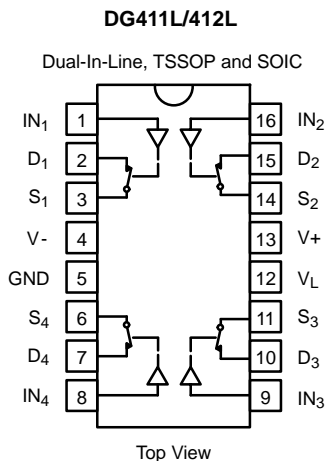 DG411L/412L
Dual-In-Line, TSSOP and SOIC
IN1 1 16 IN2
D1 2 15 D2
S1 3 14 S2
V- 4 13 V+
GND 5 12 VL
S4 6 11 S3
D4 7 10 D3
IN4 8 9 IN3
Top View